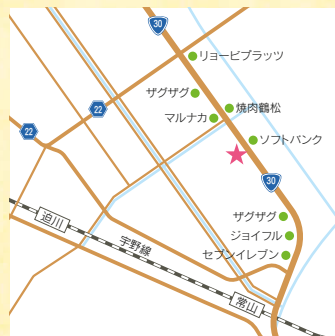 30
リョービプラッツ
ザグザグ
焼肉鶴松
22
マルナカ
22
ソフトバンク
30
迫川
ザグザグ
宇野線
ジョイフル
セブンイレブン
常山